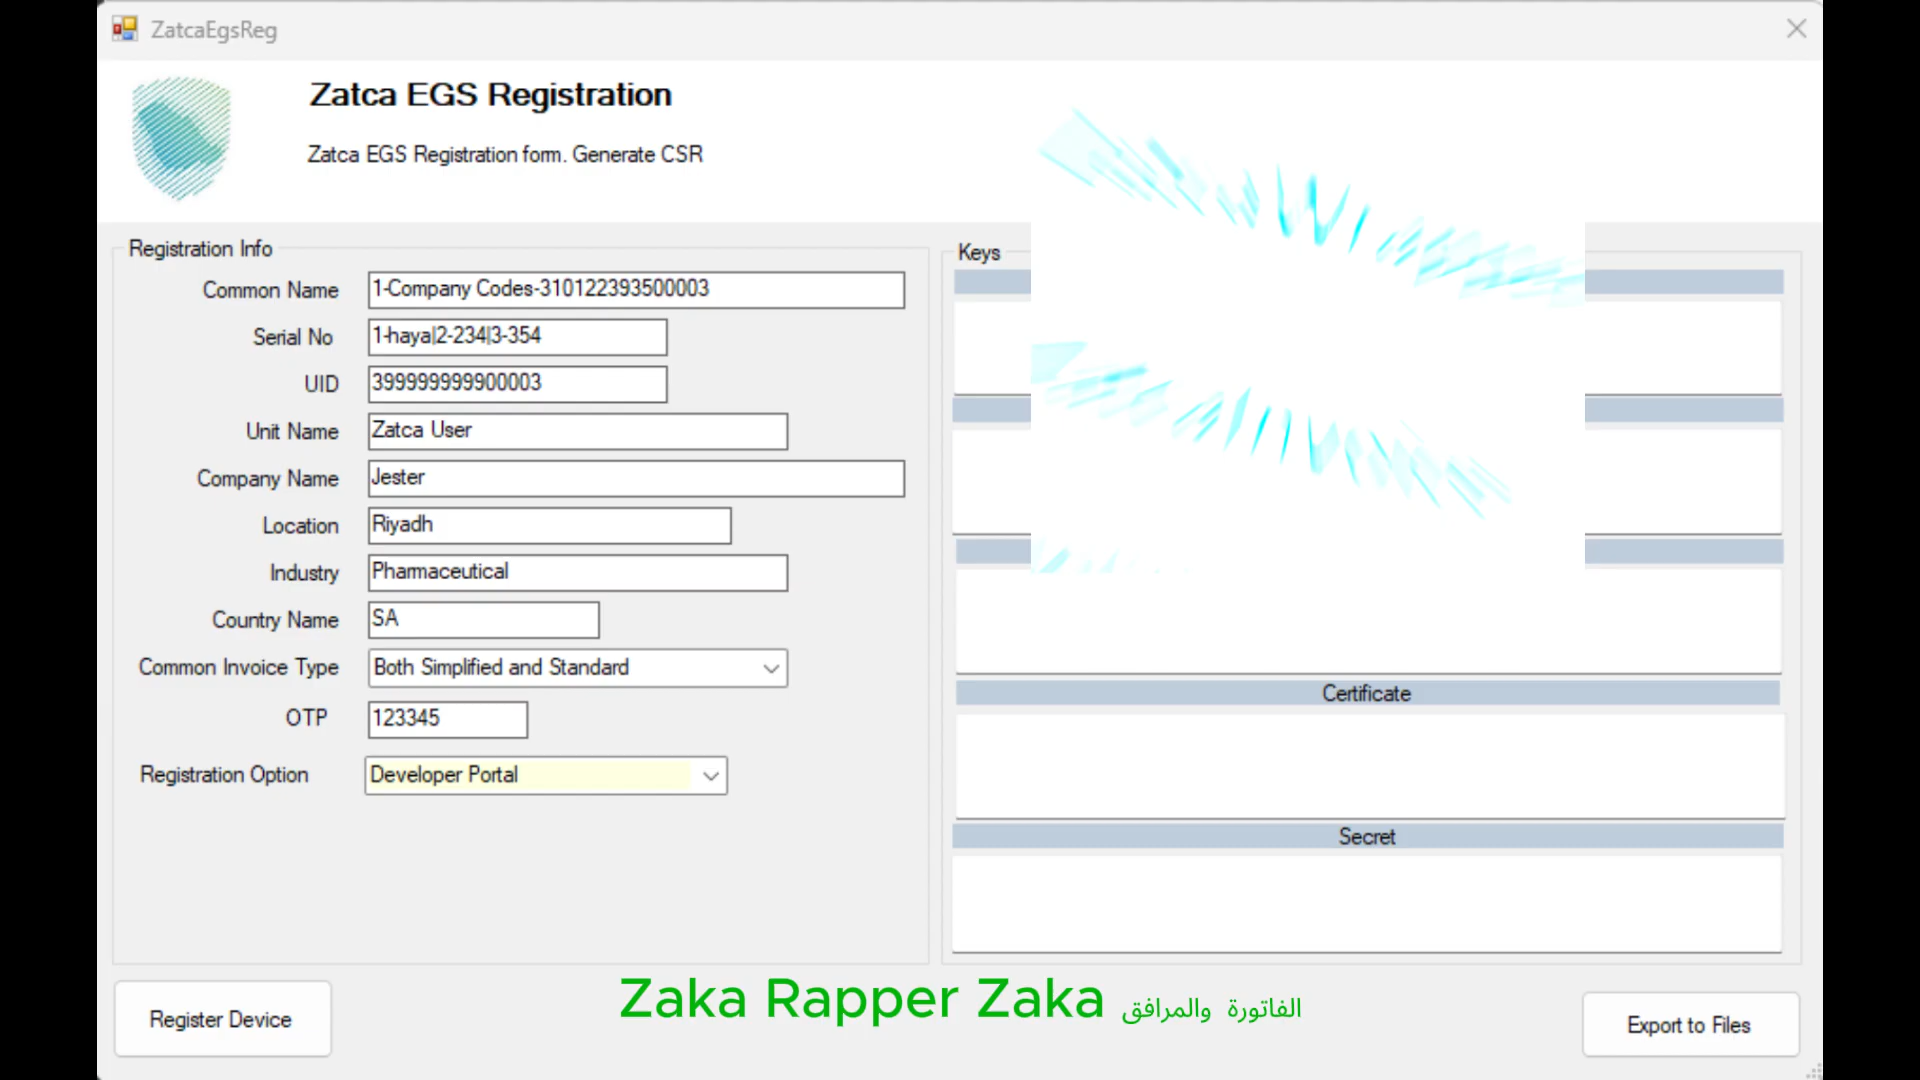 ZatcaEgsReg
Zatca EGS Registration
Zatca EGS Registration form. Generate CSR
Registration Info
Common Name 1-Company Codes-310122393500003
Serial No 1-haya|2-234|3-354
UID 399999999900003
Unit Name Zatca User
Company Name Jester
Location Riyadh
Industry Pharmaceutical
Country Name SA
Common Invoice Type Both Simplified and Standard
OTP 123345
Registration Option Developer Portal
Keys
Certificate
Secret
Register Device
Zaka Rapper Zaka الفاتورة والمرافق
Export to Files